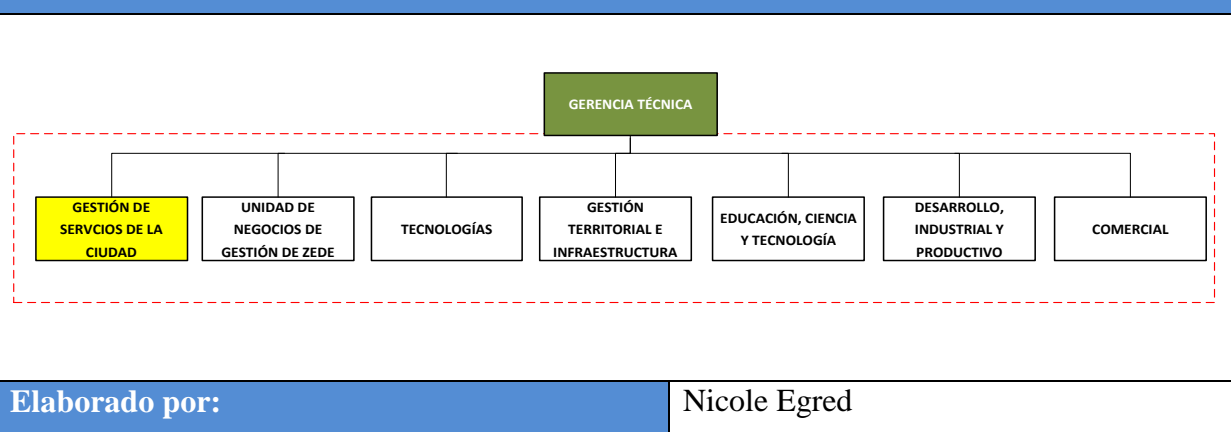 GERENCIA TÉCNICA
GESTIÓN DE
SERVCIOS DE LA
CIUDAD
UNIDAD DE
NEGOCIOS DE
GESTIÓN DE ZEDE
TECNOLOGÍAS
GESTIÓN
TERRITORIAL E
INFRAESTRUCTURA
EDUCACIÓN, CIENCIA
Y TECNOLOGÍA
DESARROLLO,
INDUSTRIAL Y
PRODUCTIVO
COMERCIAL
Elaborado por:
Nicole Egred